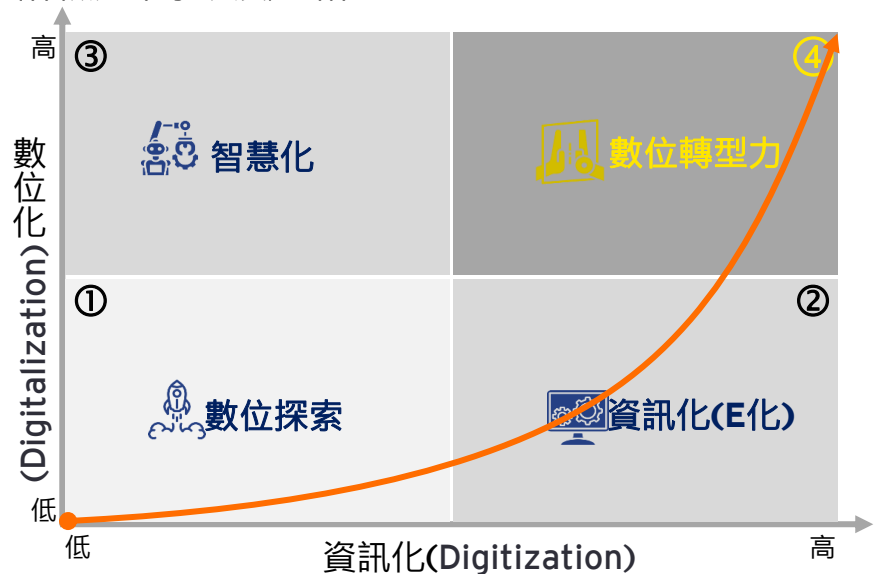 高
③
④
智慧化
數位轉型力
數位化
(Digitalization)
①
②
數位探索
資訊化(E化)
低
低
資訊化(Digitization)
高